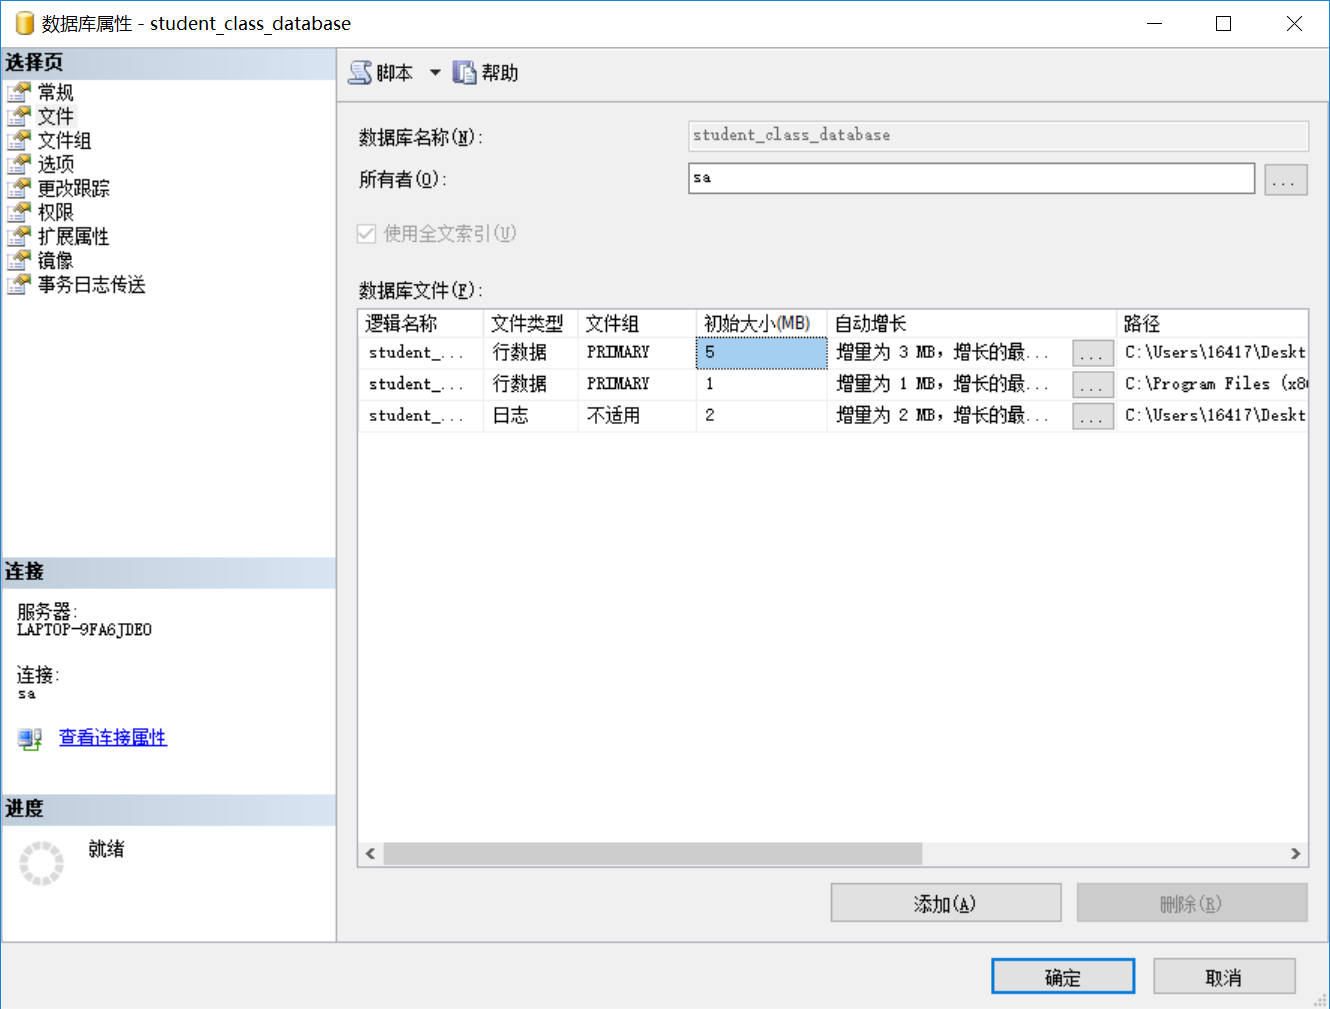 数据库属性 - student_class_database
选择页
常规
文件
文件组
选项
更改跟踪
权限
扩展属性
镜像
事务日志传送
连接
服务器:
LAPTOP-9FA6JDEO
连接:
sa
查看连接属性
进度
就绪
脚本 帮助
数据库名称(N): student_class_database
所有者(O): sa ...
使用全文索引(U)
数据库文件(F):
逻辑名称 文件类型 文件组 初始大小(MB) 自动增长 路径
student_... 行数据 PRIMARY 5 增量为 3 MB，增长的最... ... C:\Users\16417\Deskt
student_... 行数据 PRIMARY 1 增量为 1 MB，增长的最... ... C:\Program Files (x8
student_... 日志 不适用 2 增量为 2 MB，增长的最... ... C:\Users\16417\Deskt
添加(A) 删除(R)
确定 取消